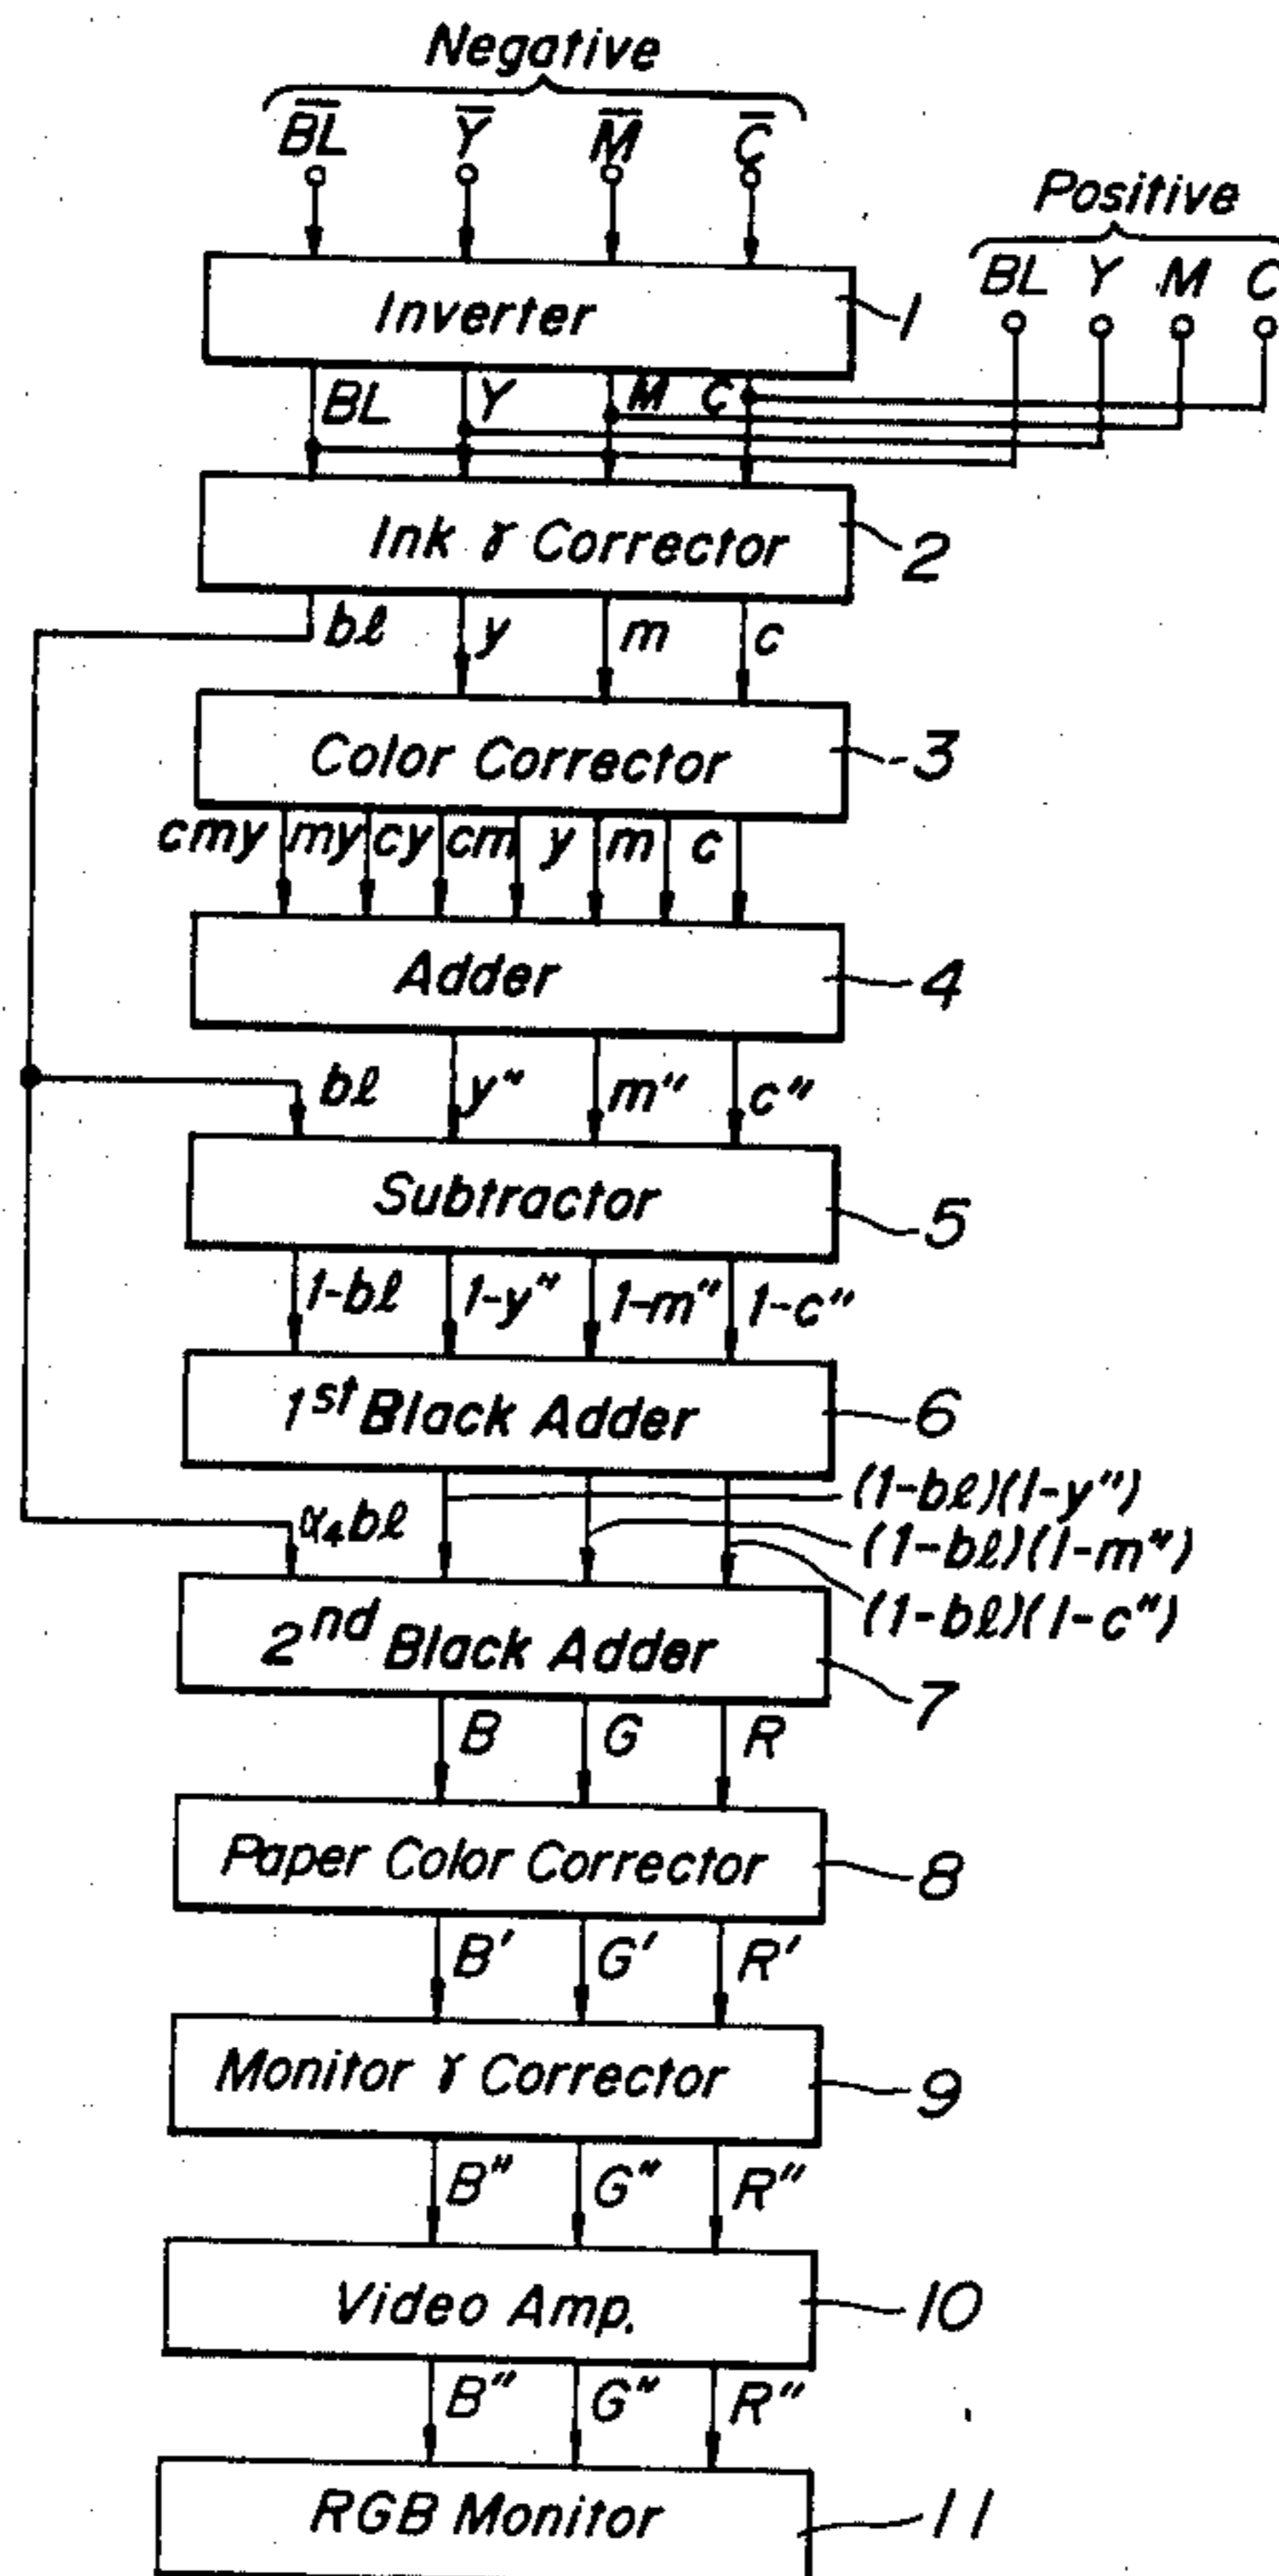 Negative
B̅L̅ Y̅ M̅ C̅
Positive
BL Y M C
Inverter 1
BL Y M C
Ink γ Corrector 2
bℓ y m c
Color Corrector 3
cmy my cy cm y m c
Adder 4
bℓ y" m" c"
Subtractor 5
1-bℓ 1-y" 1-m" 1-c"
1st Black Adder 6
α₄bℓ (1-bℓ)(1-y")
(1-bℓ)(1-m")
(1-bℓ)(1-c")
2nd Black Adder 7
B G R
Paper Color Corrector 8
B' G' R'
Monitor γ Corrector 9
B" G" R"
Video Amp. 10
B" G" R"
RGB Monitor 11